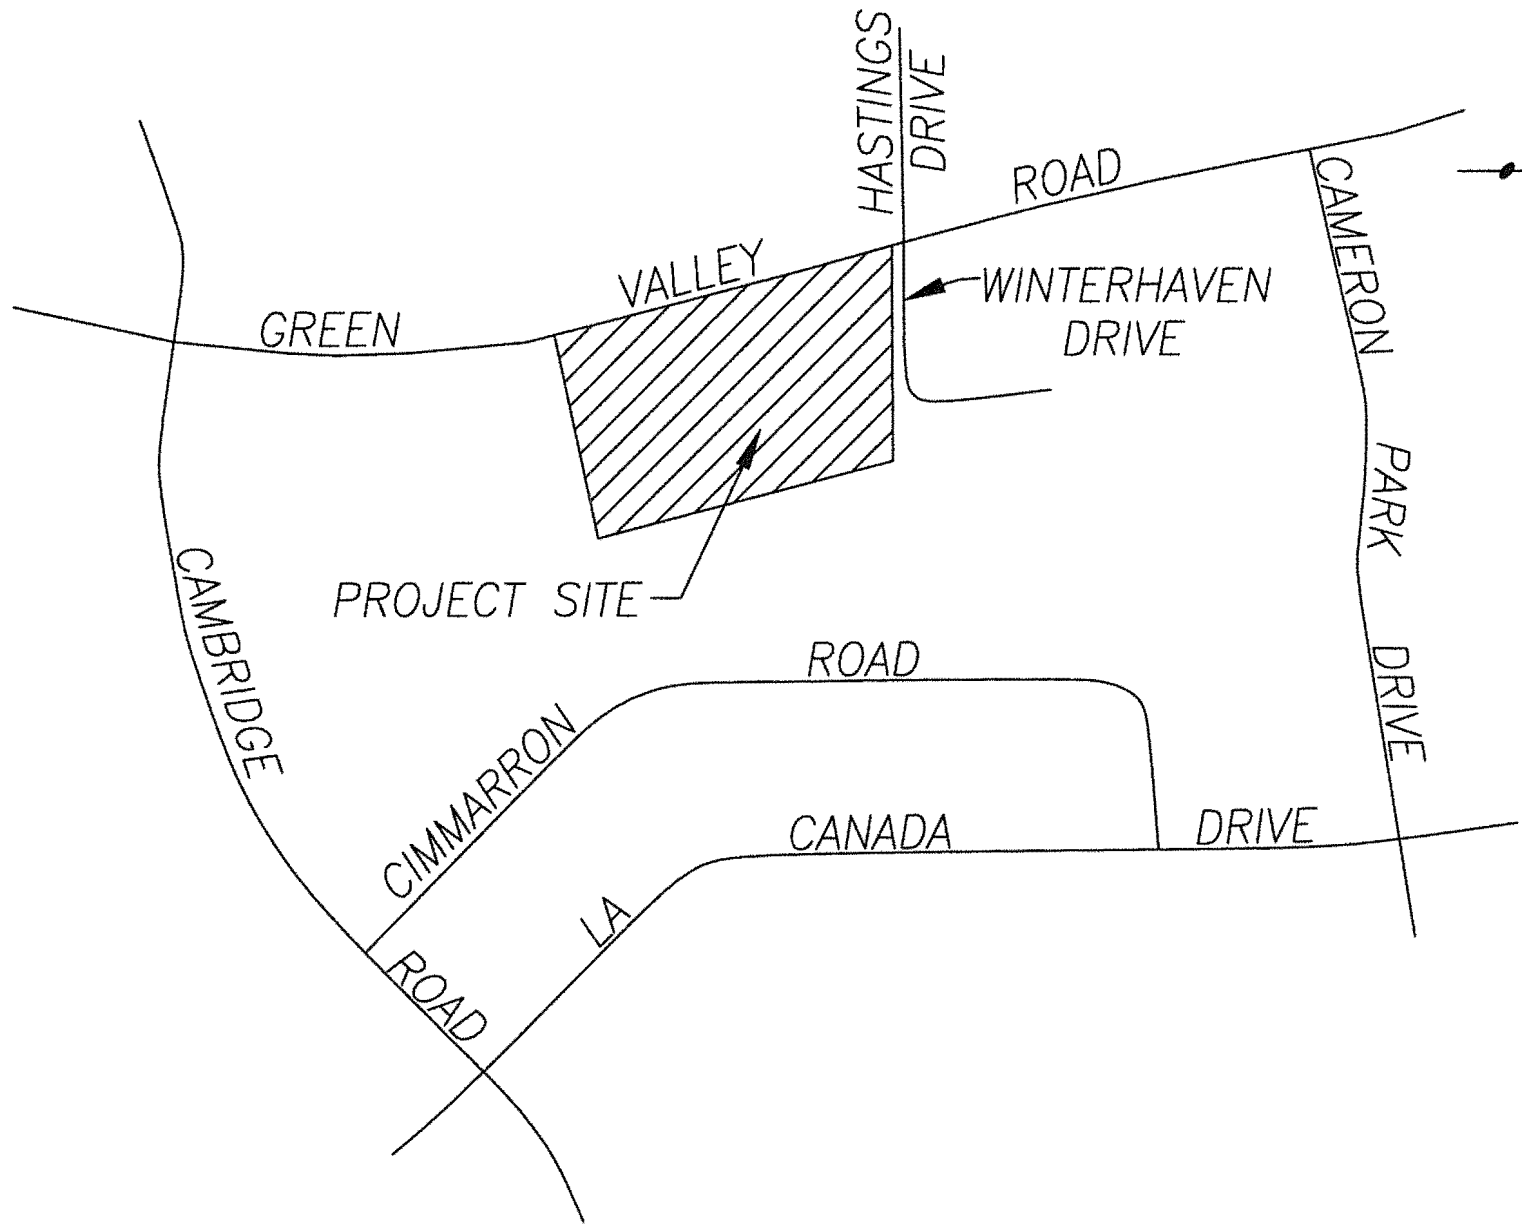 HASTINGS
DRIVE
GREEN VALLEY ROAD
WINTERHAVEN
DRIVE
CAMERON PARK DRIVE
PROJECT SITE
CAMBRIDGE ROAD
CIMMARRON ROAD
LA CANADA DRIVE